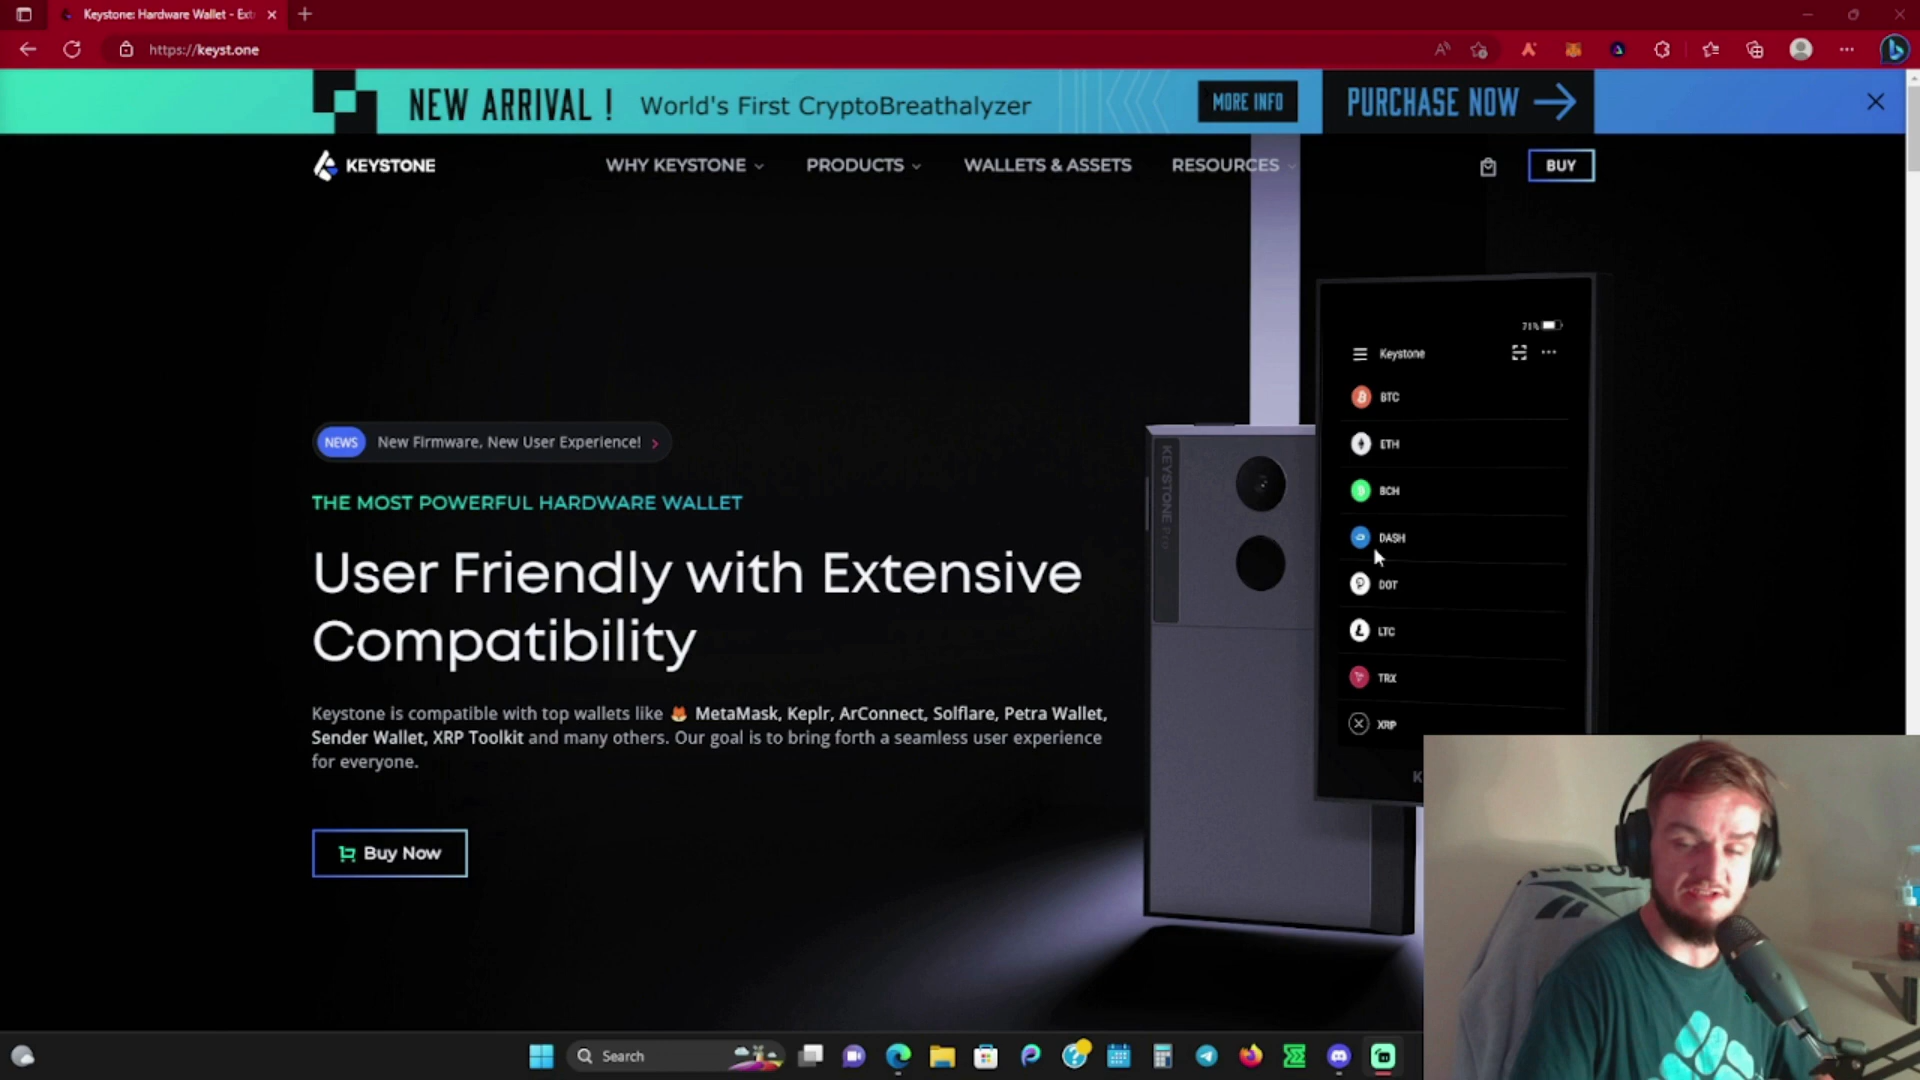 Keystone: Hardware Wallet - Ext
https://keyst.one
NEW ARRIVAL !
World's First CryptoBreathalyzer
MORE INFO
PURCHASE NOW
KEYSTONE
WHY KEYSTONE
PRODUCTS
WALLETS & ASSETS
RESOURCES
BUY
71%
Keystone
BTC
ETH
BCH
DASH
DOT
LTC
TRX
XRP
KEYSTONE Pro
NEWS
New Firmware, New User Experience!
THE MOST POWERFUL HARDWARE WALLET
User Friendly with Extensive
Compatibility
Keystone is compatible with top wallets like MetaMask, Keplr, ArConnect, Solflare, Petra Wallet,
Sender Wallet, XRP Toolkit and many others. Our goal is to bring forth a seamless user experience
for everyone.
Buy Now
Search